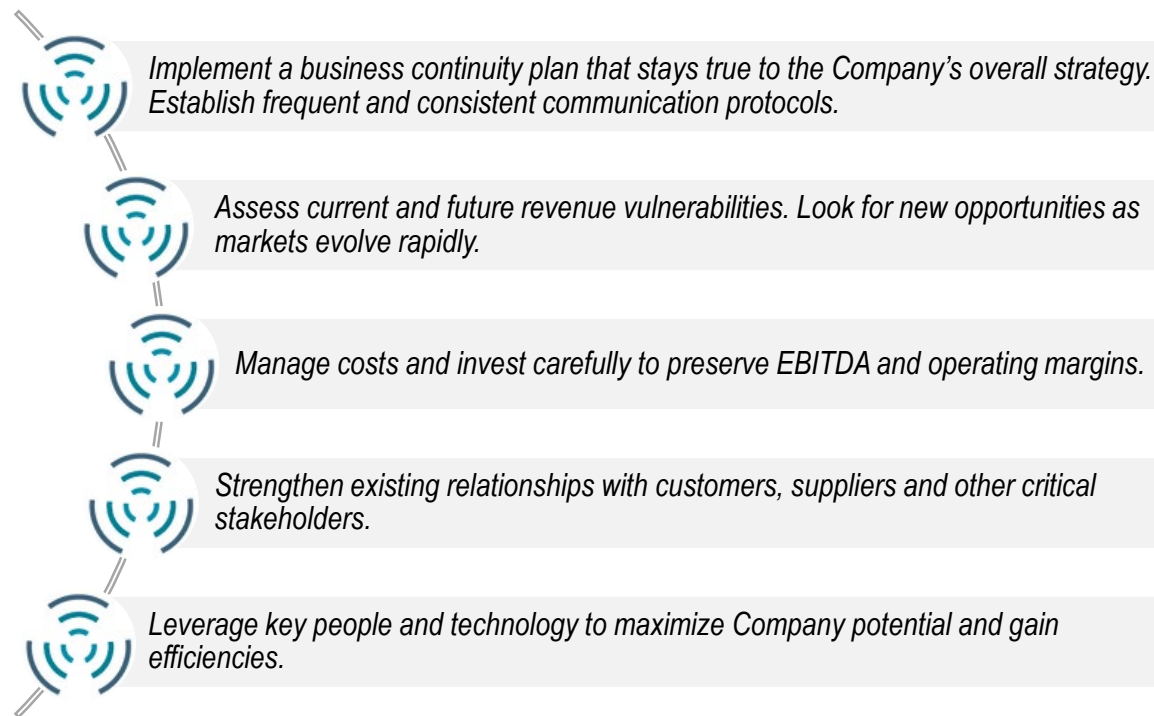 Implement a business continuity plan that stays true to the Company’s overall strategy.
Establish frequent and consistent communication protocols.
Assess current and future revenue vulnerabilities. Look for new opportunities as
markets evolve rapidly.
Manage costs and invest carefully to preserve EBITDA and operating margins.
Strengthen existing relationships with customers, suppliers and other critical
stakeholders.
Leverage key people and technology to maximize Company potential and gain
efficiencies.